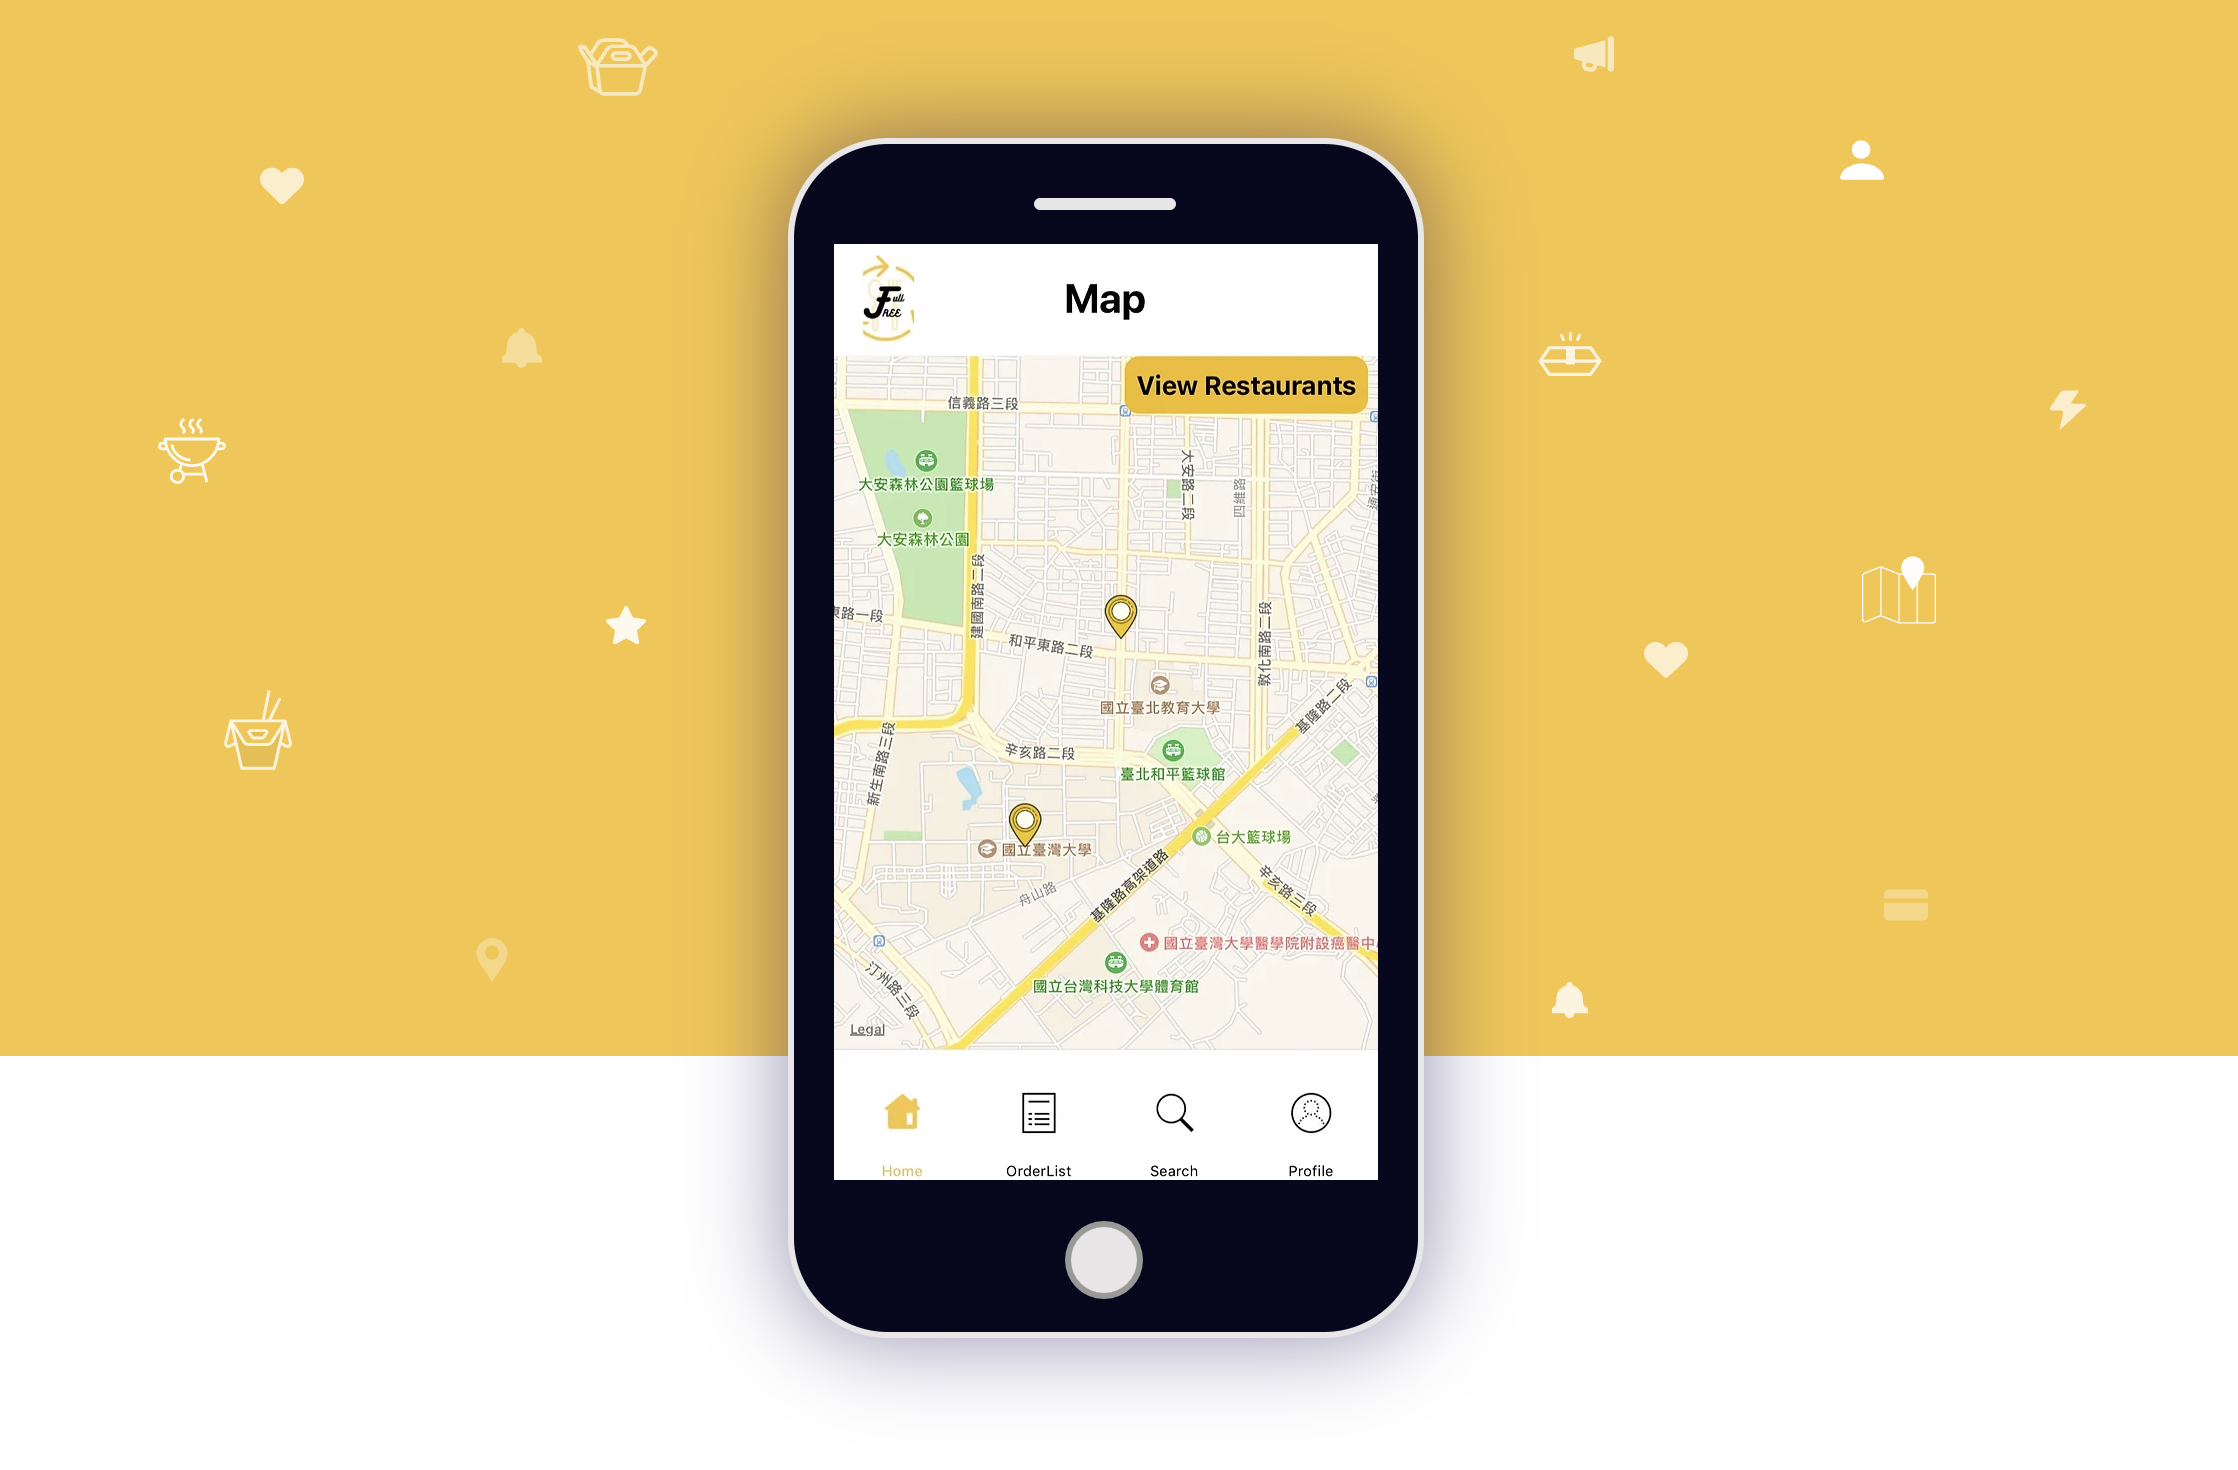 Full
FREE
Map
View Restaurants
信義路三段
大安路二段
四維路
大安森林公園籃球場
大安森林公園
建國南路二段
東路一段
和平東路二段
敦化南路二段
國立臺北教育大學
基隆路二段
新生南路三段
辛亥路二段
臺北和平籃球館
台大籃球場
國立臺灣大學
基隆路高架道路
辛亥路三段
舟山路
國立臺灣大學醫學院附設癌醫中
汀州路三段
國立台灣科技大學體育館
Legal
Home
OrderList
Search
Profile